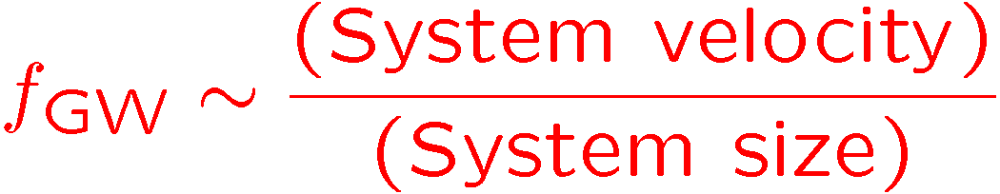 (System velocity)
f_GW ~
(System size)